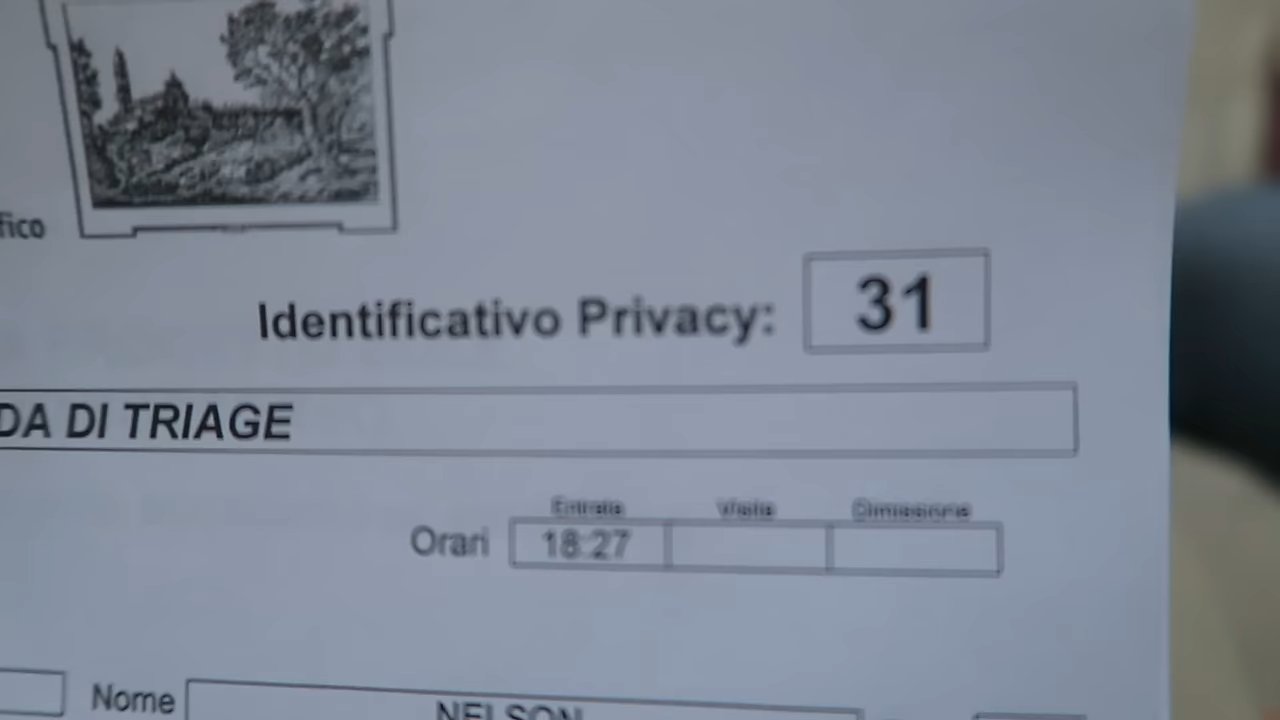 fico
Identificativo Privacy: 31
DA DI TRIAGE
Entrata Visita Dimissione
Orari 18:27
Nome NELSON